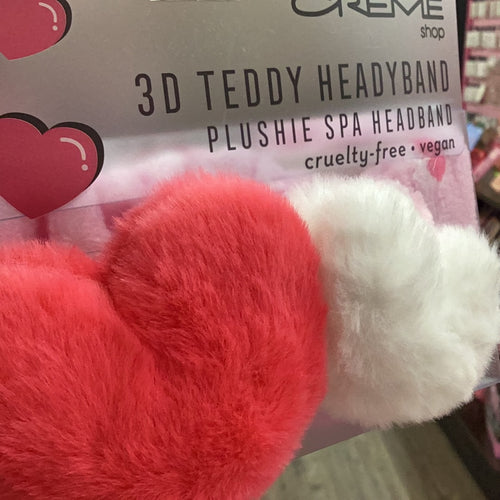 CRÈME
shop
3D TEDDY HEADYBAND
PLUSHIE SPA HEADBAND
cruelty-free • vegan